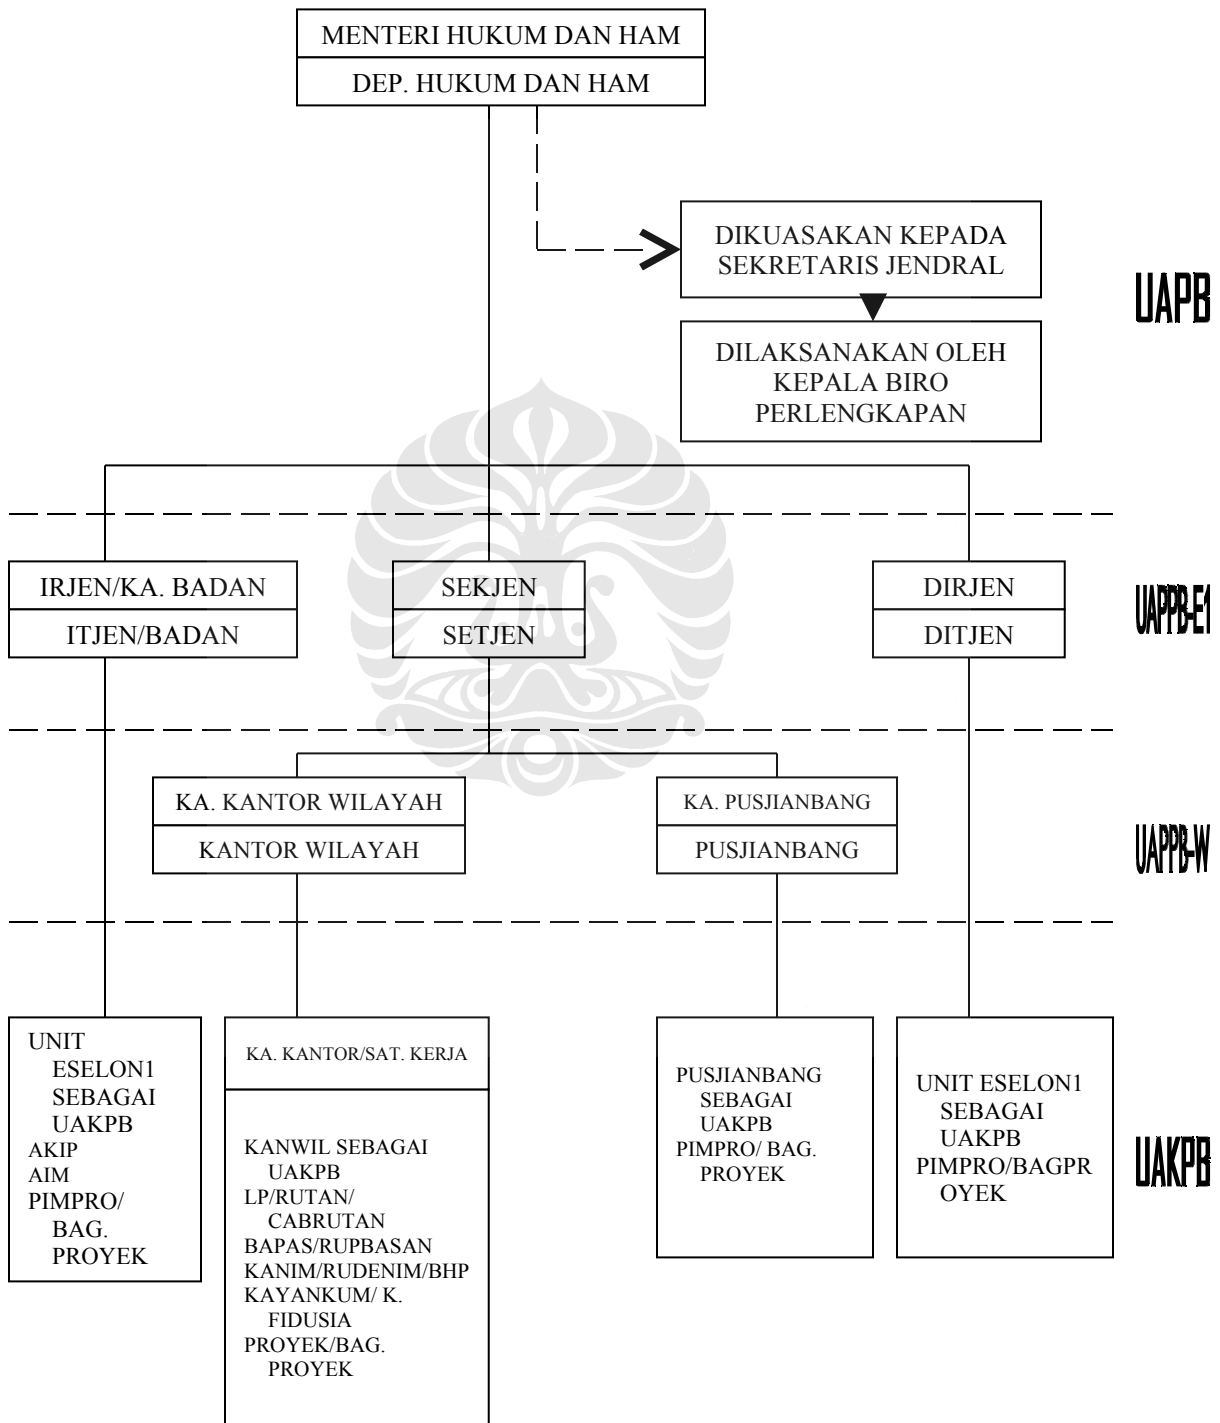 MENTERI HUKUM DAN HAM
DEP. HUKUM DAN HAM
DIKUASAKAN KEPADA
SEKRETARIS JENDRAL
UAPB
DILAKSANAKAN OLEH
KEPALA BIRO
PERLENGKAPAN
IRJEN/KA. BADAN
ITJEN/BADAN
SEKJEN
SETJEN
DIRJEN
DITJEN
UAPPB-E1
KA. KANTOR WILAYAH
KANTOR WILAYAH
KA. PUSJIANBANG
PUSJIANBANG
UAPPB-W
UNIT
ESELON1
SEBAGAI
UAKPB
AKIP
AIM
PIMPRO/
BAG.
PROYEK
KA. KANTOR/SAT. KERJA
KANWIL SEBAGAI
UAKPB
LP/RUTAN/
CABRUTAN
BAPAS/RUPBASAN
KANIM/RUDENIM/BHP
KAYANKUM/ K.
FIDUSIA
PROYEK/BAG.
PROYEK
PUSJIANBANG
SEBAGAI
UAKPB
PIMPRO/ BAG.
PROYEK
UNIT ESELON1
SEBAGAI
UAKPB
PIMPRO/BAGPR
OYEK
UAKPB